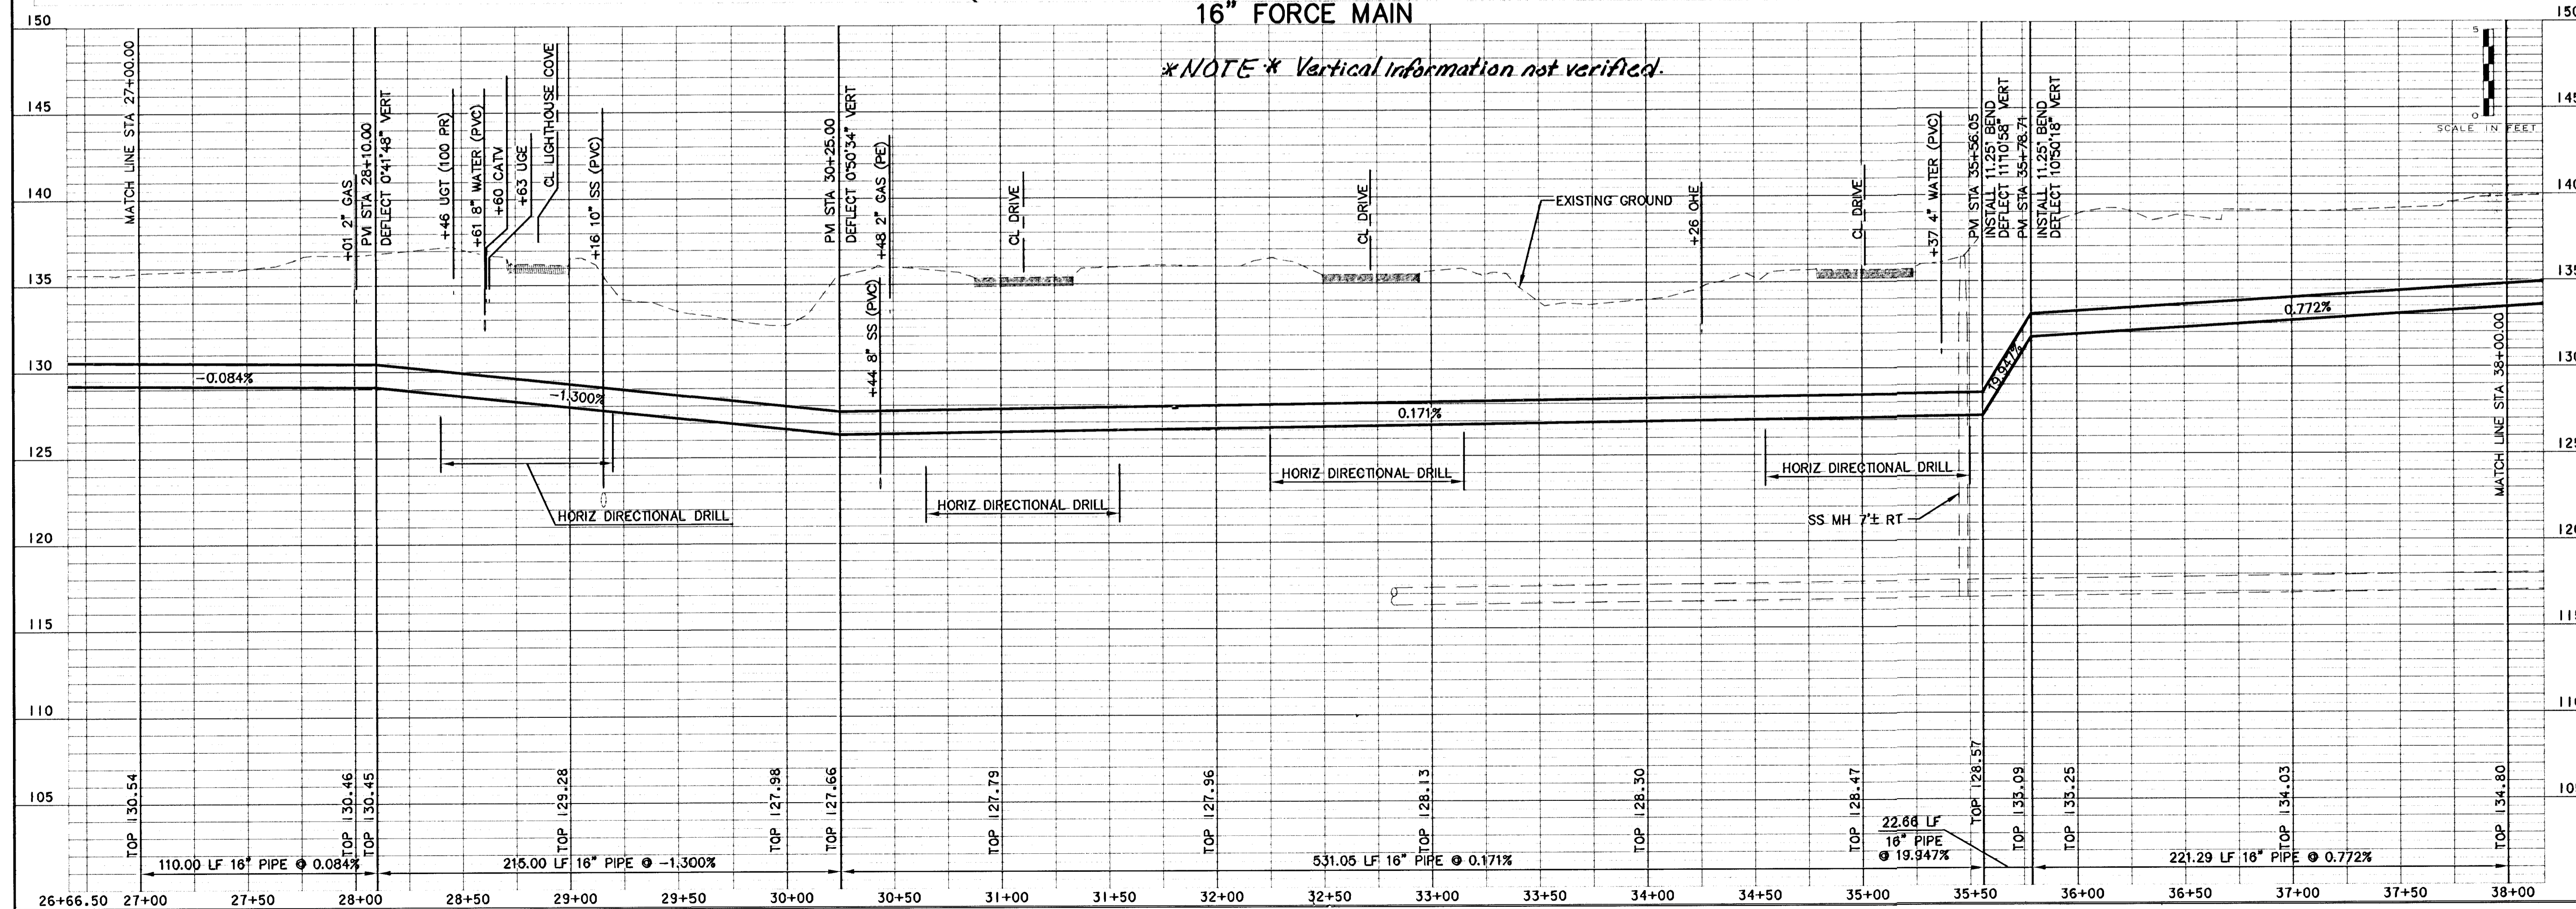 16" FORCE MAIN
*NOTE* Vertical Information not verified.
150
150
145
145
140
140
135
135
130
130
125
125
120
120
115
115
110
110
105
105
SCALE IN FEET
5
0
MATCH LINE STA 27+00.00
+01 2" GAS
PVI STA 28+10.00
DEFLECT 0°41'48" VERT
+46 UGT (100 PR)
+61 8" WATER (PVC)
+60 CATV
+63 UGE
CL LIGHTHOUSE COVE
+16 10" SS (PVC)
PVI STA 30+25.00
DEFLECT 0°50'34" VERT
+44 8" SS (PVC)
+48 2" GAS (PE)
CL DRIVE
CL DRIVE
EXISTING GROUND
+26 OHE
CL DRIVE
+37 4" WATER (PVC)
PVI STA 35+56.05
INSTALL 11.25° BEND
DEFLECT 11°10'58" VERT
PVI STA 35+78.71
INSTALL 11.25° BEND
DEFLECT 10°50'18" VERT
MATCH LINE STA 38+00.00
-0.084%
-1.300%
0.171%
19.947%
0.772%
HORIZ DIRECTIONAL DRILL
HORIZ DIRECTIONAL DRILL
HORIZ DIRECTIONAL DRILL
HORIZ DIRECTIONAL DRILL
SS MH 7'± RT
TOP 130.54
TOP 130.46
TOP 130.45
TOP 129.28
TOP 127.98
TOP 127.66
TOP 127.79
TOP 127.96
TOP 128.13
TOP 128.30
TOP 128.47
TOP 128.57
TOP 133.09
TOP 133.25
TOP 134.03
TOP 134.80
110.00 LF 16" PIPE @ 0.084%
215.00 LF 16" PIPE @ -1.300%
531.05 LF 16" PIPE @ 0.171%
22.66 LF
16" PIPE
@ 19.947%
221.29 LF 16" PIPE @ 0.772%
26+66.50 27+00 27+50 28+00 28+50 29+00 29+50 30+00 30+50 31+00 31+50 32+00 32+50 33+00 33+50 34+00 34+50 35+00 35+50 36+00 36+50 37+00 37+50 38+00